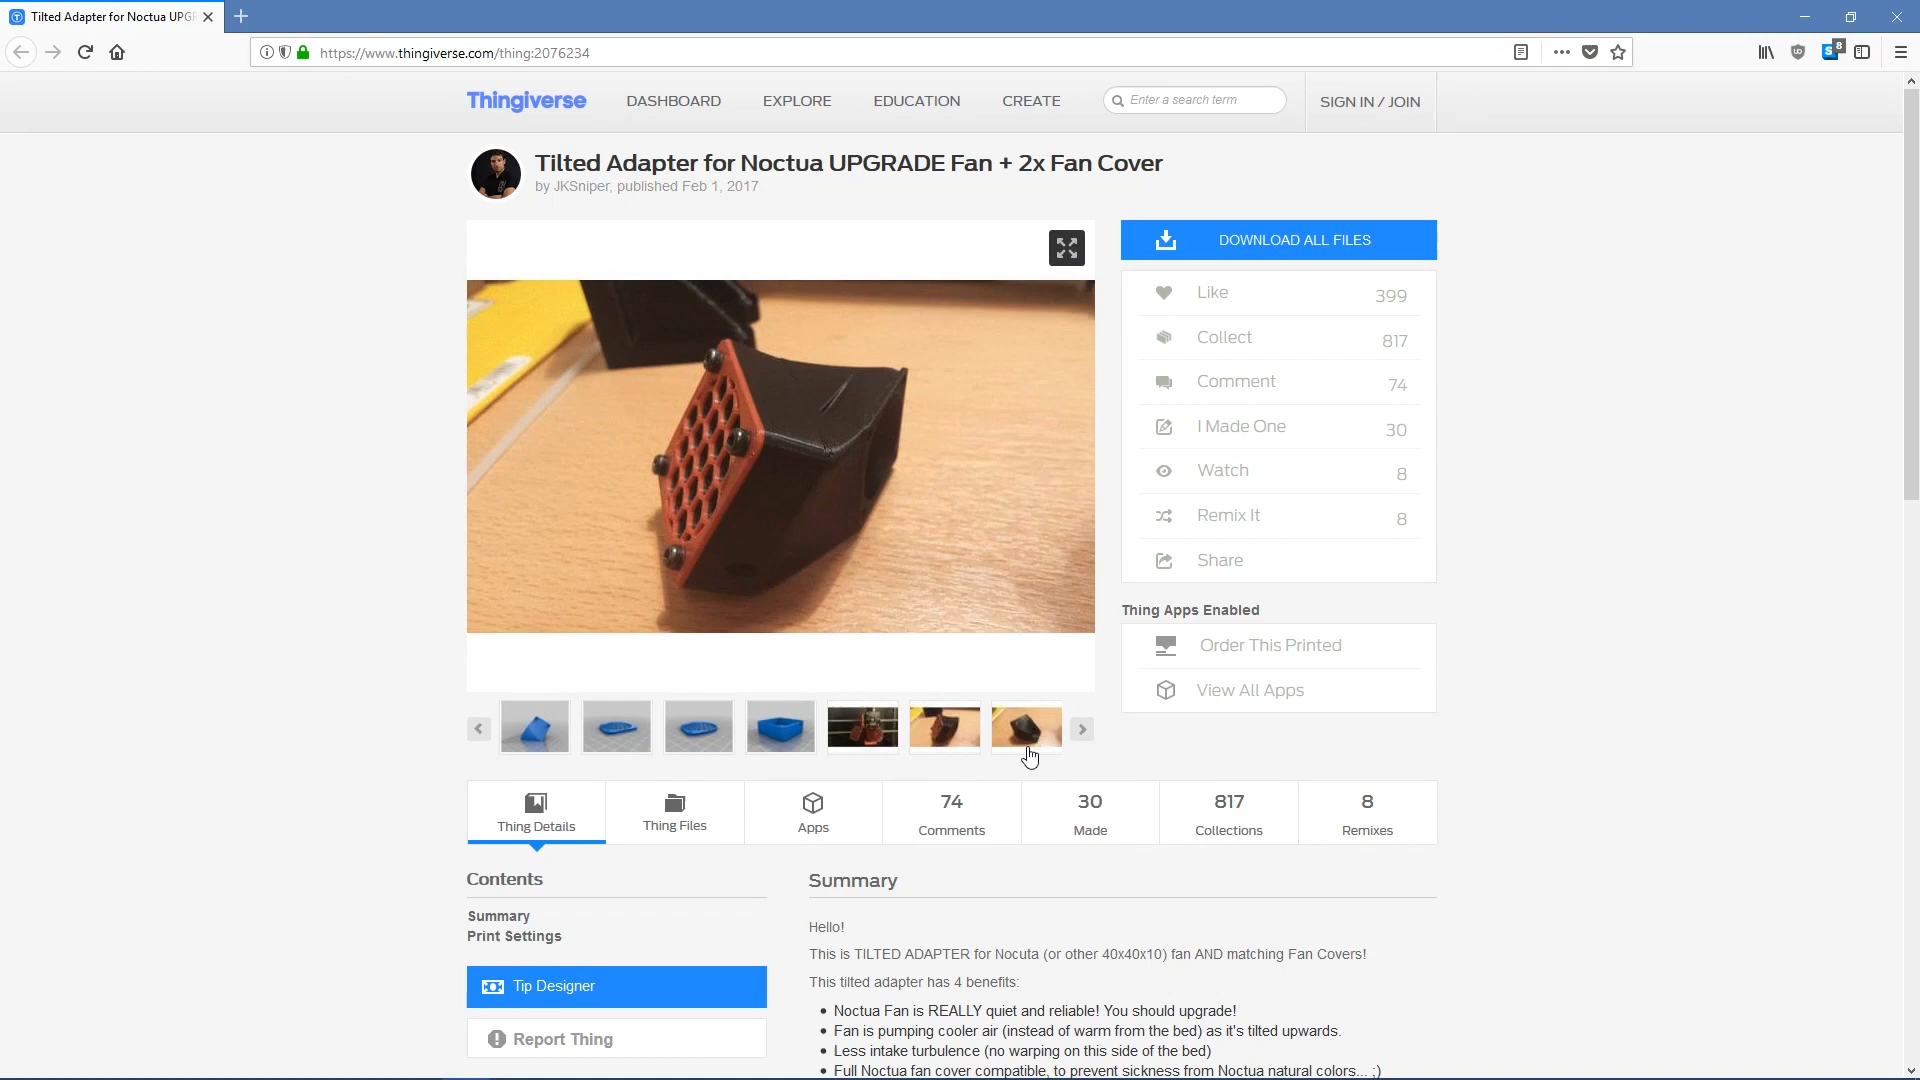 Tilted Adapter for Noctua UPGR
8
https://www.thingiverse.com/thing:2076234
Thingiverse
DASHBOARD
EXPLORE
EDUCATION
CREATE
Enter a search term
SIGN IN / JOIN
Tilted Adapter for Noctua UPGRADE Fan + 2x Fan Cover
by JKSniper, published Feb 1, 2017
DOWNLOAD ALL FILES
Like 399
Collect 817
Comment 74
I Made One 30
Watch 8
Remix It 8
Share
Thing Apps Enabled
Order This Printed
View All Apps
Thing Details
Thing Files
Apps
74
Comments
30
Made
817
Collections
8
Remixes
Contents
Summary
Print Settings
Tip Designer
Report Thing
Summary
Hello!
This is TILTED ADAPTER for Nocuta (or other 40x40x10) fan AND matching Fan Covers!
This tilted adapter has 4 benefits:
• Noctua Fan is REALLY quiet and reliable! You should upgrade!
• Fan is pumping cooler air (instead of warm from the bed) as it's tilted upwards.
• Less intake turbulence (no warping on this side of the bed)
• Full Noctua fan cover compatible, to prevent sickness from Noctua natural colors... ;)